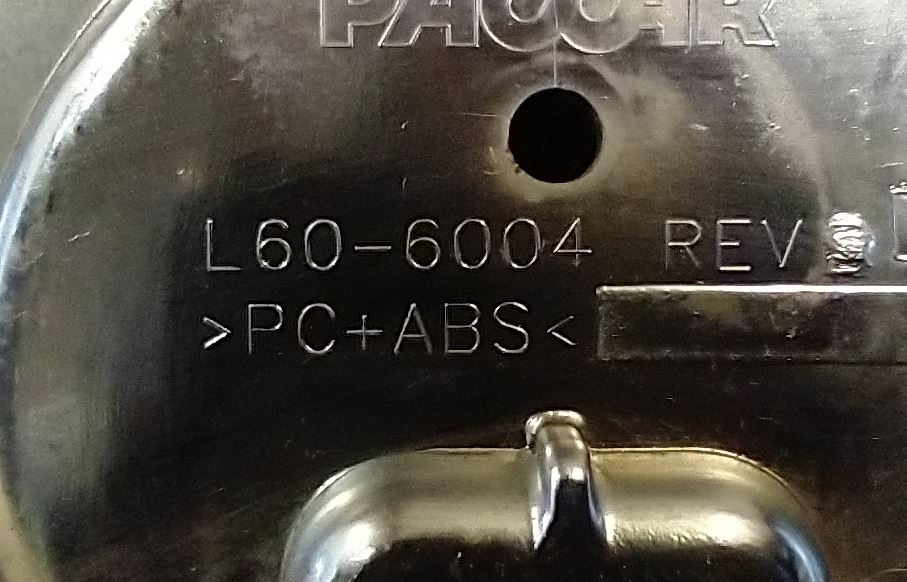 PACCAR
L60-6004 REV
>PC+ABS<